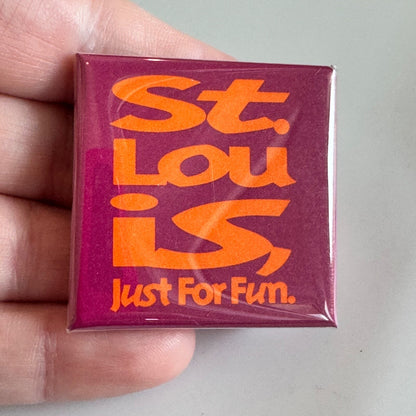 St.
Lou
is,
Just For Fun.